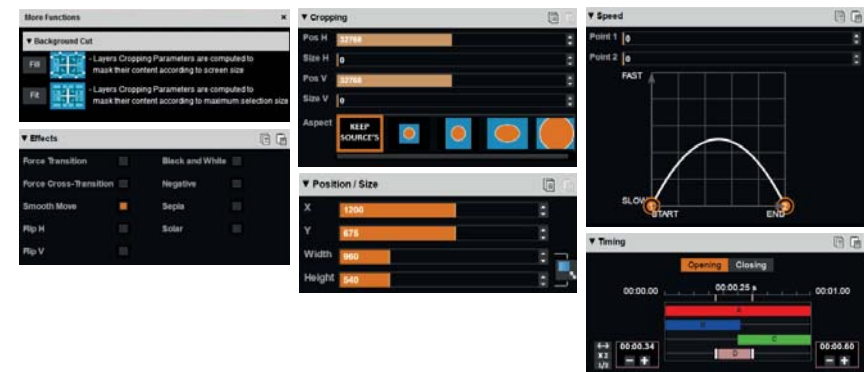 More Functions
▼ Background Cut
Fill
- Layers Cropping Parameters are computed to
mask their content according to screen size
Fit
- Layers Cropping Parameters are computed to
mask their content according to maximum selection size
▼ Effects
Force Transition
Black and White
Force Cross-Transition
Negative
Smooth Move
Sepia
Flip H
Solar
Flip V
▼ Cropping
Pos H
32768
Size H
0
Pos V
32768
Size V
0
Aspect
KEEP
SOURCE'S
▼ Position / Size
X
1200
Y
675
Width
960
Height
540
▼ Speed
Point 1
0
Point 2
0
FAST
SLOW
1
2
START
END
▼ Timing
Opening
Closing
00:00.00
00:00.25 s
00:01.00
A
B
C
D
X 2
1/2
00:00.34
- +
00:00.60
- +